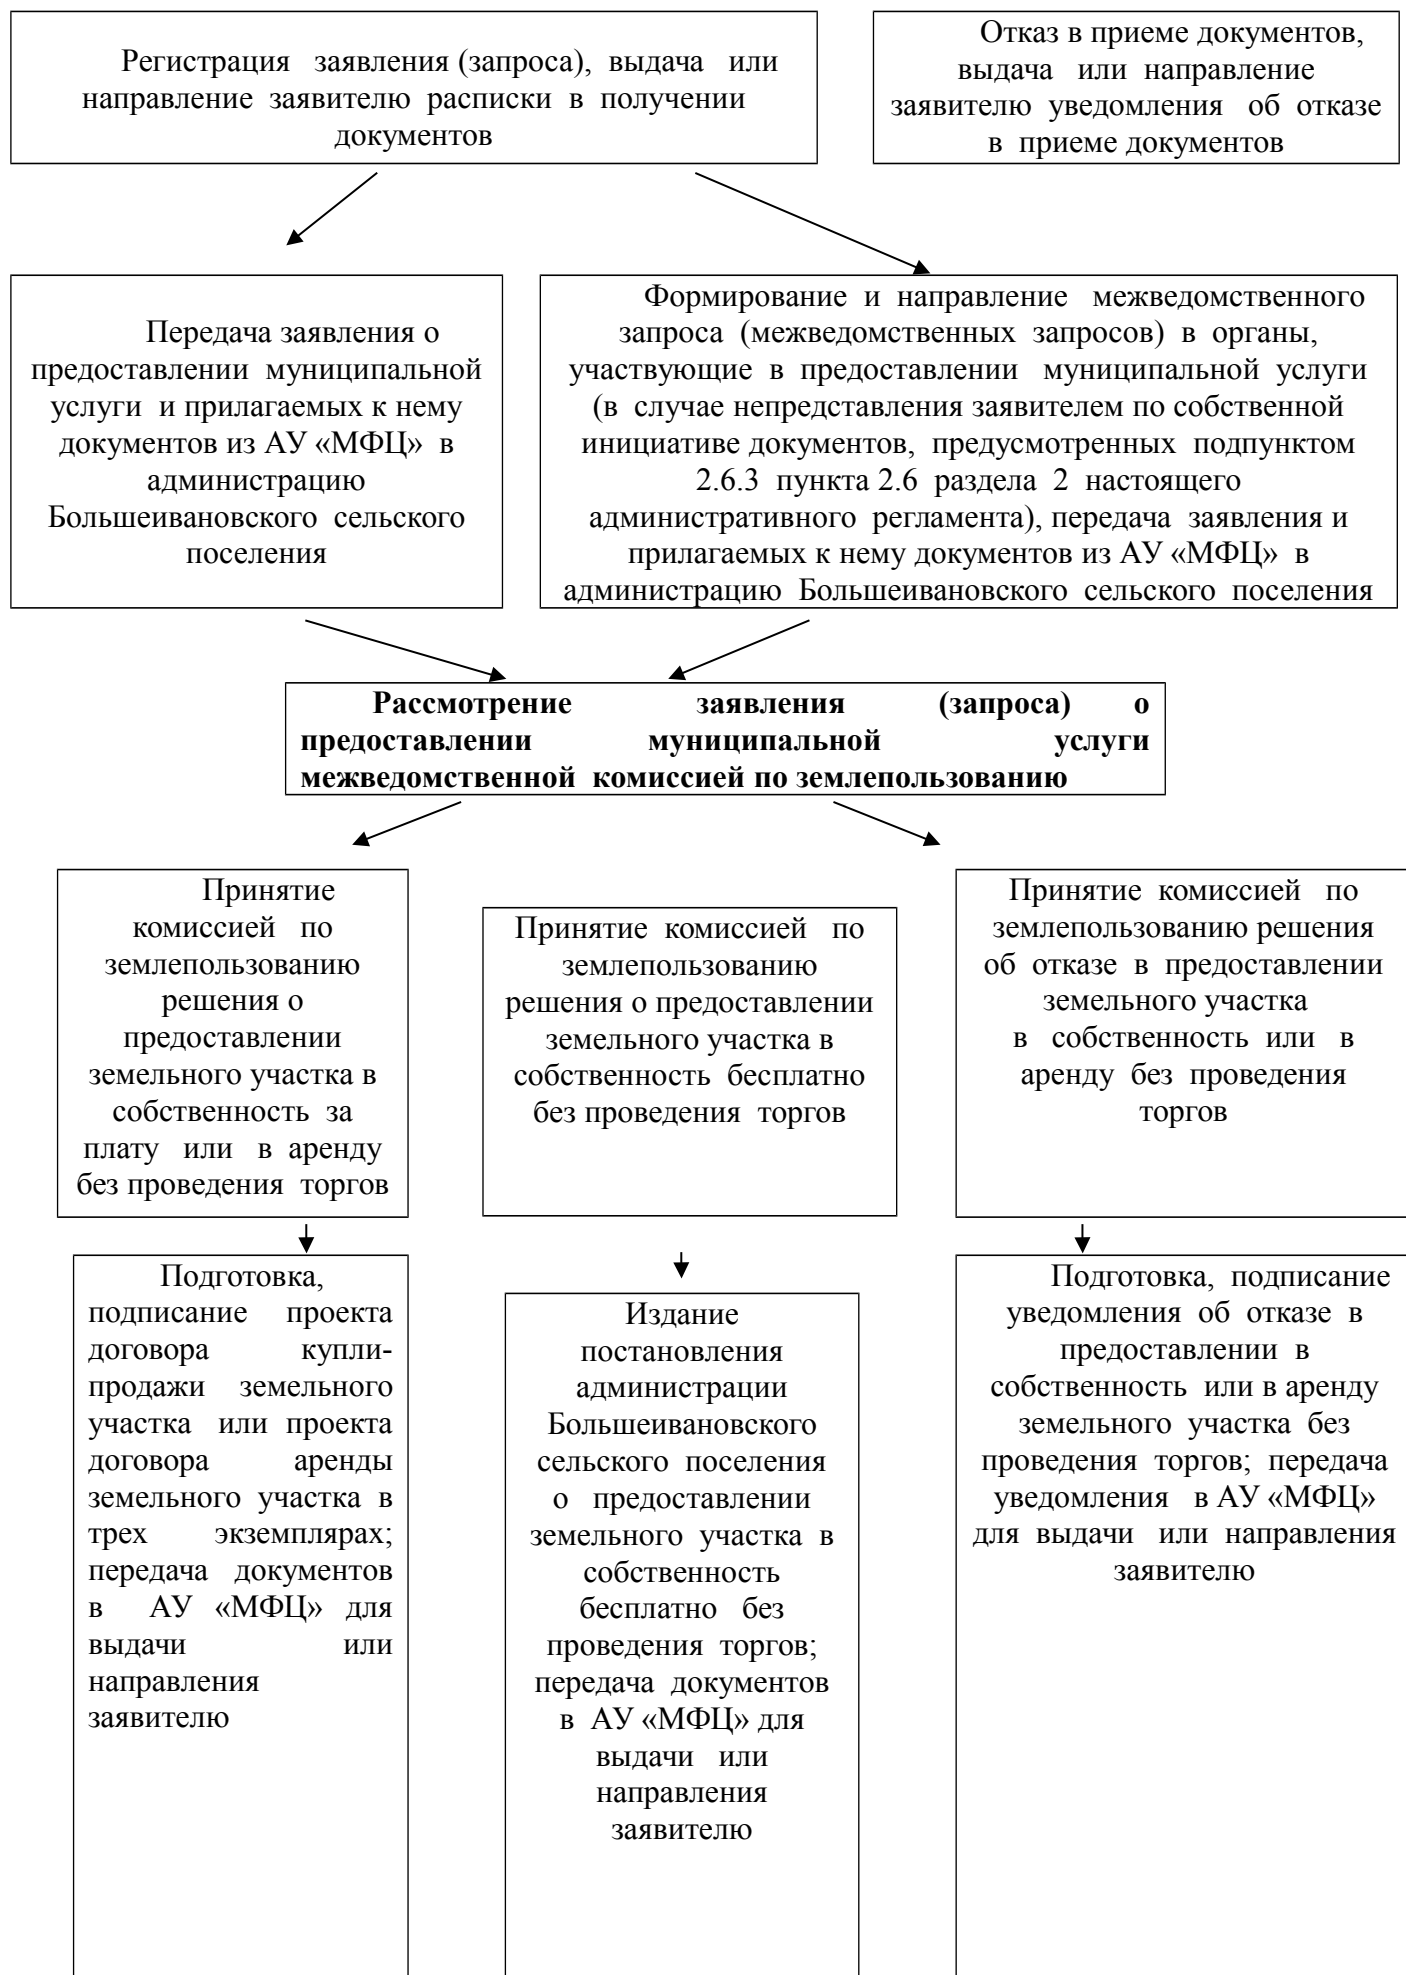 Регистрация заявления (запроса), выдача или
направление заявителю расписки в получении
документов
Отказ в приеме документов,
выдача или направление
заявителю уведомления об отказе
в приеме документов
Передача заявления о
предоставлении муниципальной
услуги и прилагаемых к нему
документов из АУ «МФЦ» в
администрацию
Большеивановского сельского
поселения
Формирование и направление межведомственного
запроса (межведомственных запросов) в органы,
участвующие в предоставлении муниципальной услуги
(в случае непредставления заявителем по собственной
инициативе документов, предусмотренных подпунктом
2.6.3 пункта 2.6 раздела 2 настоящего
административного регламента), передача заявления и
прилагаемых к нему документов из АУ «МФЦ» в
администрацию Большеивановского сельского поселения
Рассмотрение заявления (запроса) о
предоставлении муниципальной услуги
межведомственной комиссией по землепользованию
Принятие
комиссией по
землепользованию
решения о
предоставлении
земельного участка в
собственность за
плату или в аренду
без проведения торгов
Принятие комиссией по
землепользованию
решения о предоставлении
земельного участка в
собственность бесплатно
без проведения торгов
Принятие комиссией по
землепользованию решения
об отказе в предоставлении
земельного участка
в собственность или в
аренду без проведения
торгов
Подготовка,
подписание проекта
договора купли-
продажи земельного
участка или проекта
договора аренды
земельного участка в
трех экземплярах;
передача документов
в АУ «МФЦ» для
выдачи или
направления
заявителю
Издание
постановления
администрации
Большеивановского
сельского поселения
о предоставлении
земельного участка в
собственность
бесплатно без
проведения торгов;
передача документов
в АУ «МФЦ» для
выдачи или
направления
заявителю
Подготовка, подписание
уведомления об отказе в
предоставлении в
собственность или в аренду
земельного участка без
проведения торгов; передача
уведомления в АУ «МФЦ»
для выдачи или направления
заявителю